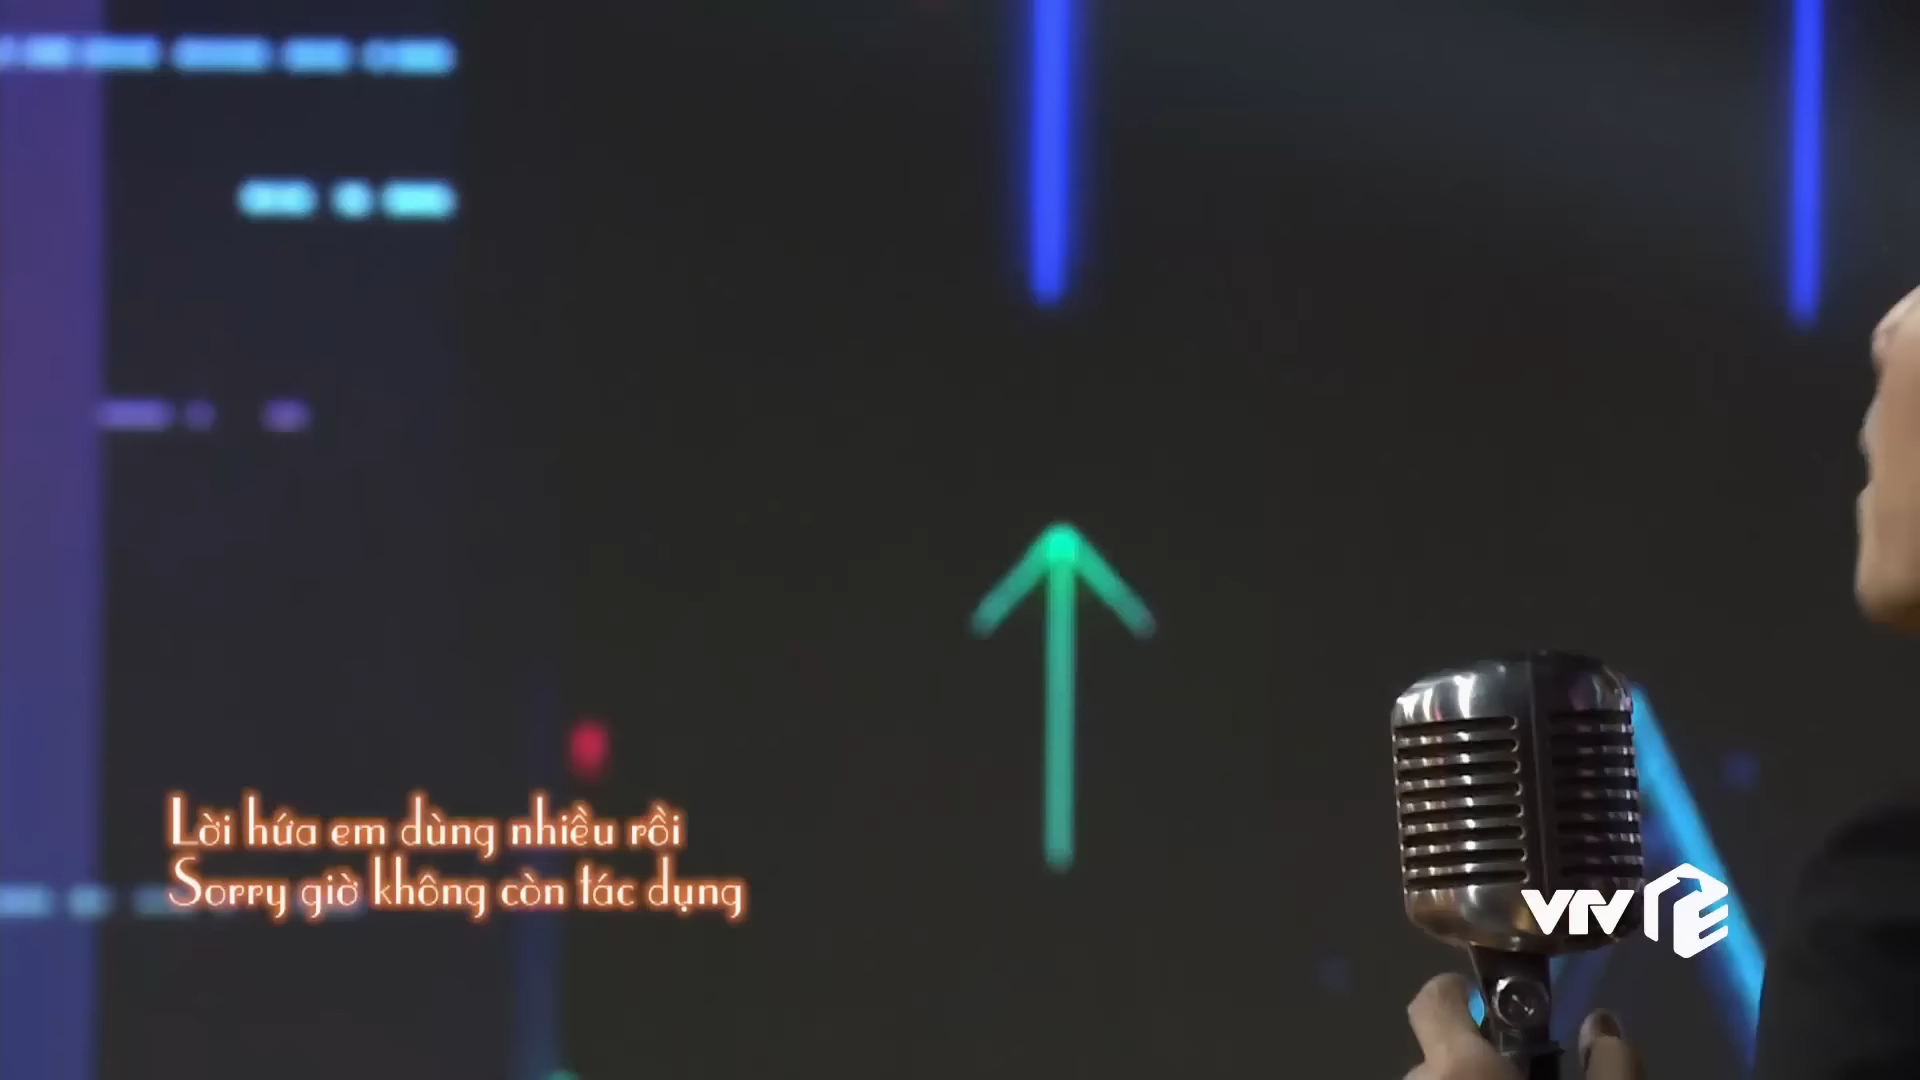 Lời hứa em dùng nhiều rồi
Sorry giờ không còn tác dụng
VTV